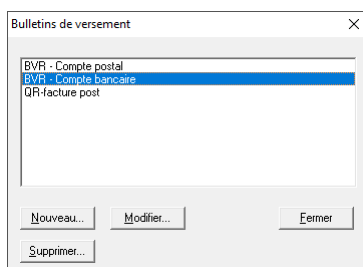 Bulletins de versement
BVR - Compte postal
BVR - Compte bancaire
QR-facture post
Nouveau... Modifier... Fermer
Supprimer...